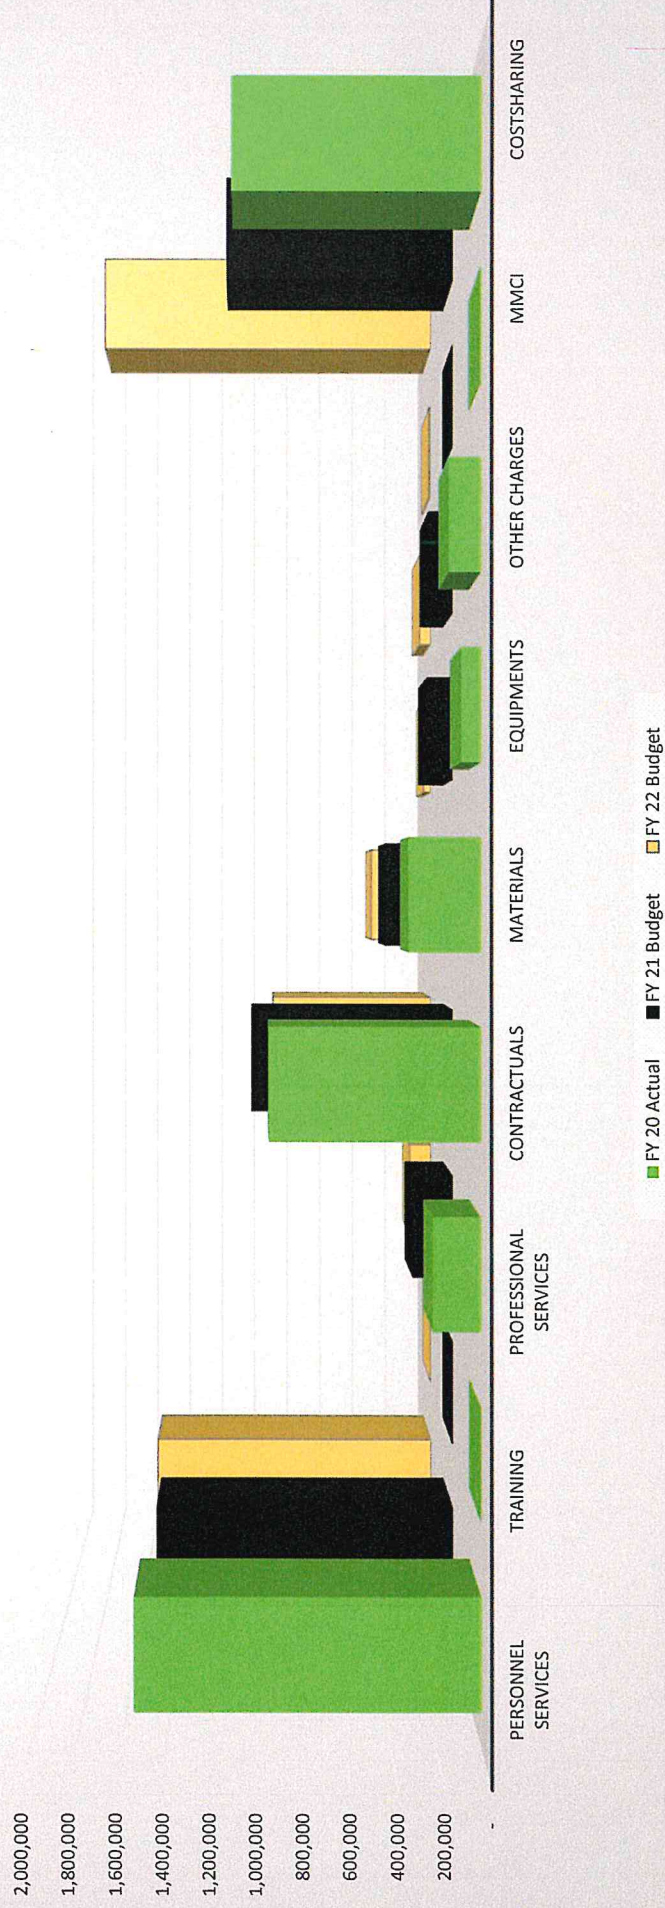 2,000,000
1,800,000
1,600,000
1,400,000
1,200,000
1,000,000
800,000
600,000
400,000
200,000
-
PERSONNEL
SERVICES
TRAINING
PROFESSIONAL
SERVICES
CONTRACTUALS
MATERIALS
EQUIPMENTS
OTHER CHARGES
MMCI
COSTSHARING
FY 20 Actual
FY 21 Budget
FY 22 Budget